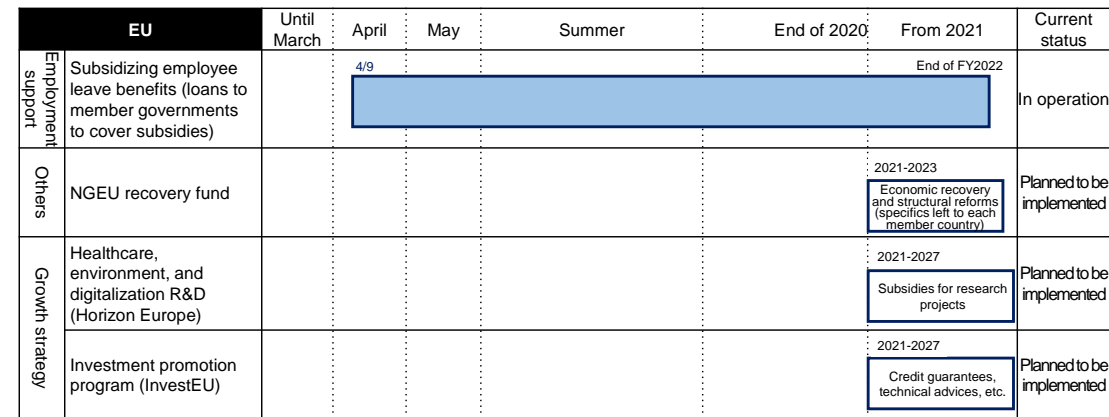 EU
Until
March
April
May
Summer
End of 2020
From 2021
Current
status
Employment
support
Subsidizing employee
leave benefits (loans to
member governments
to cover subsidies)
4/9
End of FY2022
In operation
Others
NGEU recovery fund
2021-2023
Economic recovery
and structural reforms
(specifics left to each
member country)
Planned to be
implemented
Growth strategy
Healthcare,
environment, and
digitalization R&D
(Horizon Europe)
2021-2027
Subsidies for research
projects
Planned to be
implemented
Investment promotion
program (InvestEU)
2021-2027
Credit guarantees,
technical advices, etc.
Planned to be
implemented